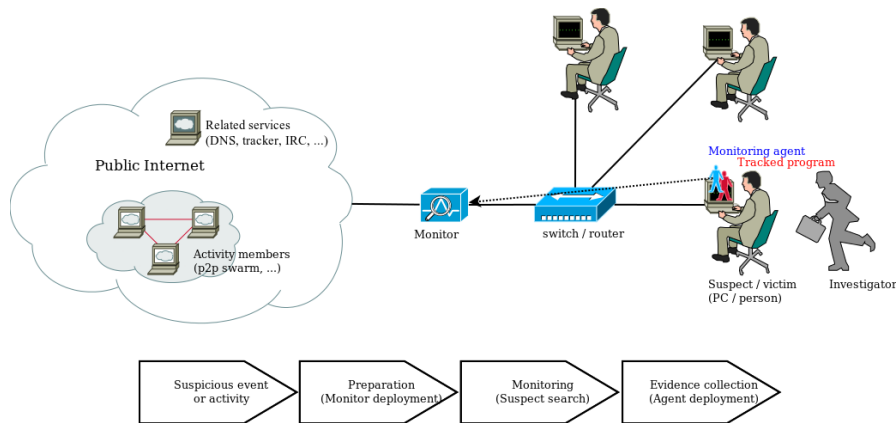 Related services
(DNS, tracker, IRC, ...)
Public Internet
Activity members
(p2p swarm, ...)
Monitor
switch / router
Monitoring agent
Tracked program
Suspect / victim
(PC / person)
Investigator
Suspicious event
or activity
Preparation
(Monitor deployment)
Monitoring
(Suspect search)
Evidence collection
(Agent deployment)